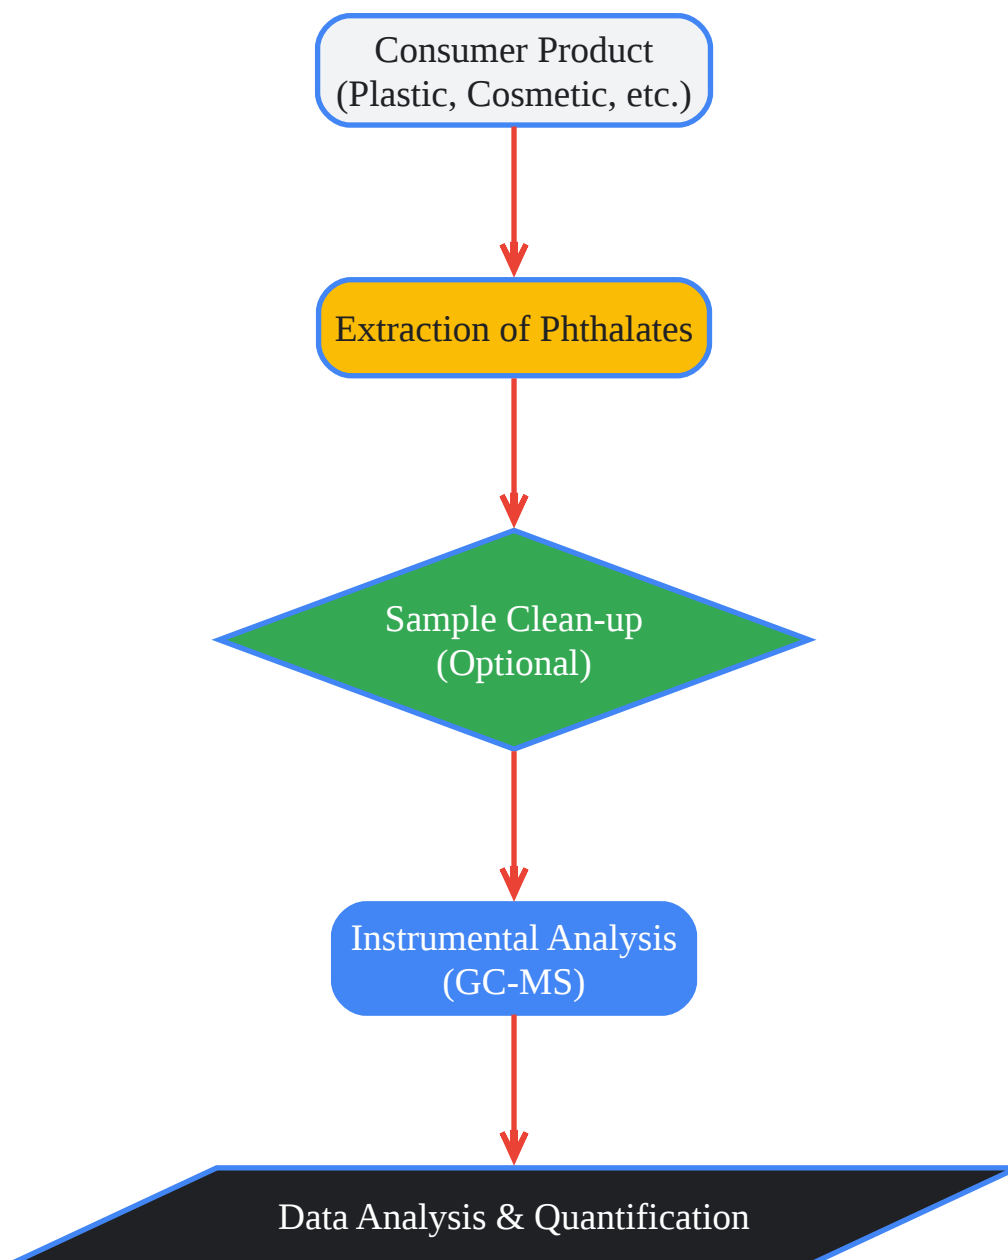 Consumer Product
(Plastic, Cosmetic, etc.)
Extraction of Phthalates
Sample Clean-up
(Optional)
Instrumental Analysis
(GC-MS)
Data Analysis & Quantification